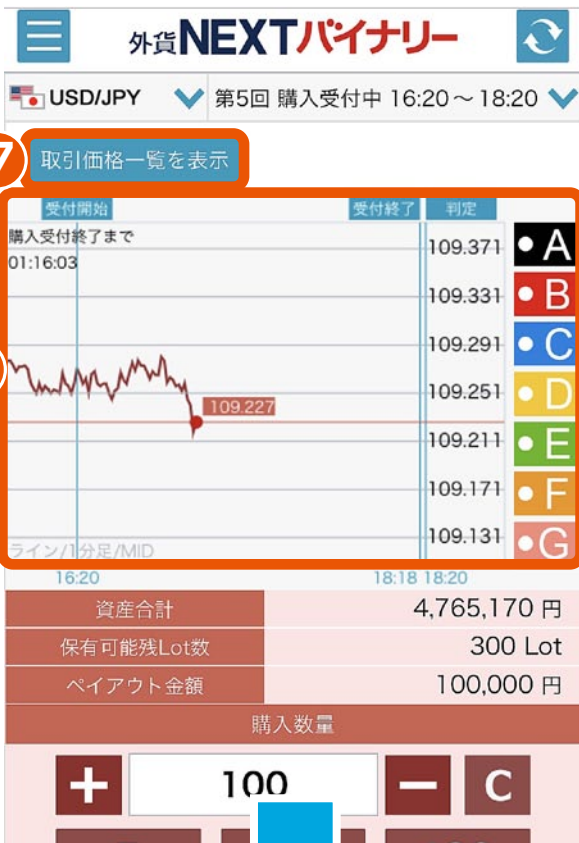 外貨NEXTバイナリー
USD/JPY 第5回 購入受付中 16:20～18:20
7 取引価格一覧を表示
受付開始 受付終了 判定
購入受付終了まで
01:16:03
109.371 A
109.331 B
109.291 C
109.251 D
109.227
109.211 E
109.171 F
109.131 G
ライン/1分足/MID
16:20 18:18 18:20
資産合計 4,765,170 円
保有可能残Lot数 300 Lot
ペイアウト金額 100,000 円
購入数量
+ 100 - C